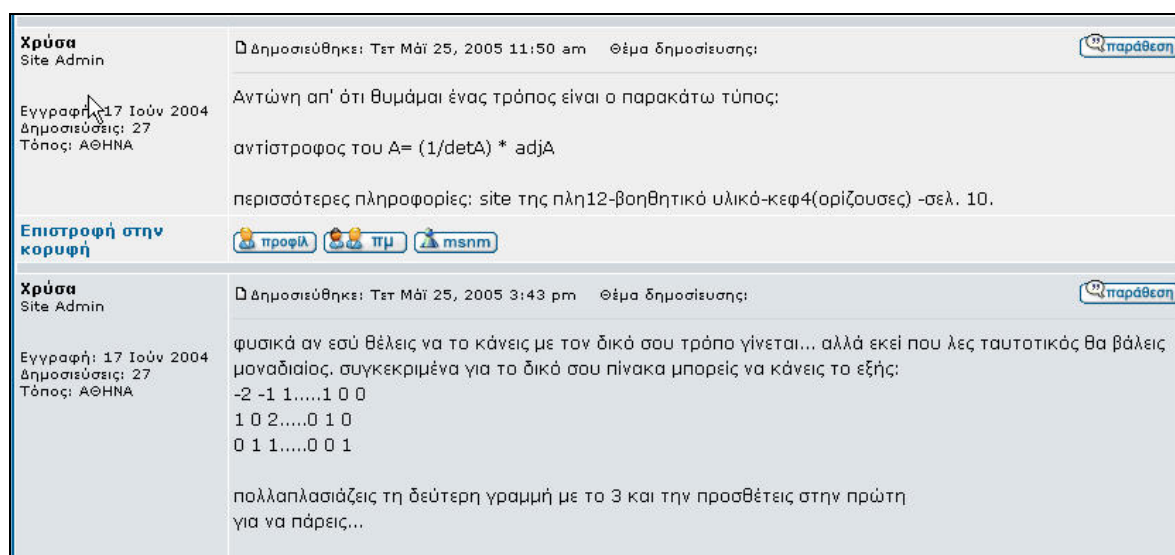 Χρύσα
Site Admin
Εγγραφή: 17 Ιούν 2004
Δημοσιεύσεις: 27
Τόπος: ΑΘΗΝΑ
Δημοσιεύθηκε: Τετ Μάϊ 25, 2005 11:50 am Θέμα δημοσίευσης:
παράθεση
Αντώνη απ' ότι θυμάμαι ένας τρόπος είναι ο παρακάτω τύπος:
αντίστροφος του Α= (1/detA) * adjA
περισσότερες πληροφορίες: site της πλη12-βοηθητικό υλικό-κεφ4(ορίζουσες) -σελ. 10.
Επιστροφή στην
κορυφή
προφίλ πμ msnm
Χρύσα
Site Admin
Εγγραφή: 17 Ιούν 2004
Δημοσιεύσεις: 27
Τόπος: ΑΘΗΝΑ
Δημοσιεύθηκε: Τετ Μάϊ 25, 2005 3:43 pm Θέμα δημοσίευσης:
παράθεση
φυσικά αν εσύ θέλεις να το κάνεις με τον δικό σου τρόπο γίνεται... αλλά εκεί που λες ταυτοτικός θα βάλεις
μοναδιαίος. συγκεκριμένα για το δικό σου πίνακα μπορείς να κάνεις το εξής:
-2 -1 1.....1 0 0
1 0 2.....0 1 0
0 1 1.....0 0 1
πολλαπλασιάζεις τη δεύτερη γραμμή με το 3 και την προσθέτεις στην πρώτη
για να πάρεις...